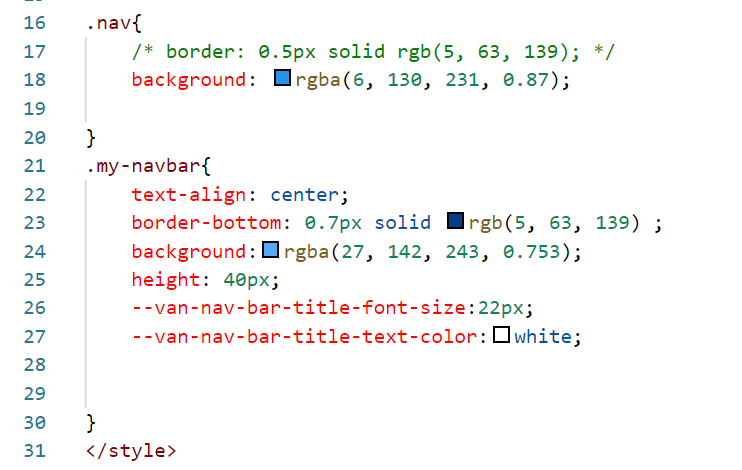 16 .nav{
17 /* border: 0.5px solid rgb(5, 63, 139); */
18 background: rgba(6, 130, 231, 0.87);
19
20 }
21 .my-navbar{
22 text-align: center;
23 border-bottom: 0.7px solid rgb(5, 63, 139) ;
24 background:rgba(27, 142, 243, 0.753);
25 height: 40px;
26 --van-nav-bar-title-font-size:22px;
27 --van-nav-bar-title-text-color:white;
28
29
30 }
31 </style>